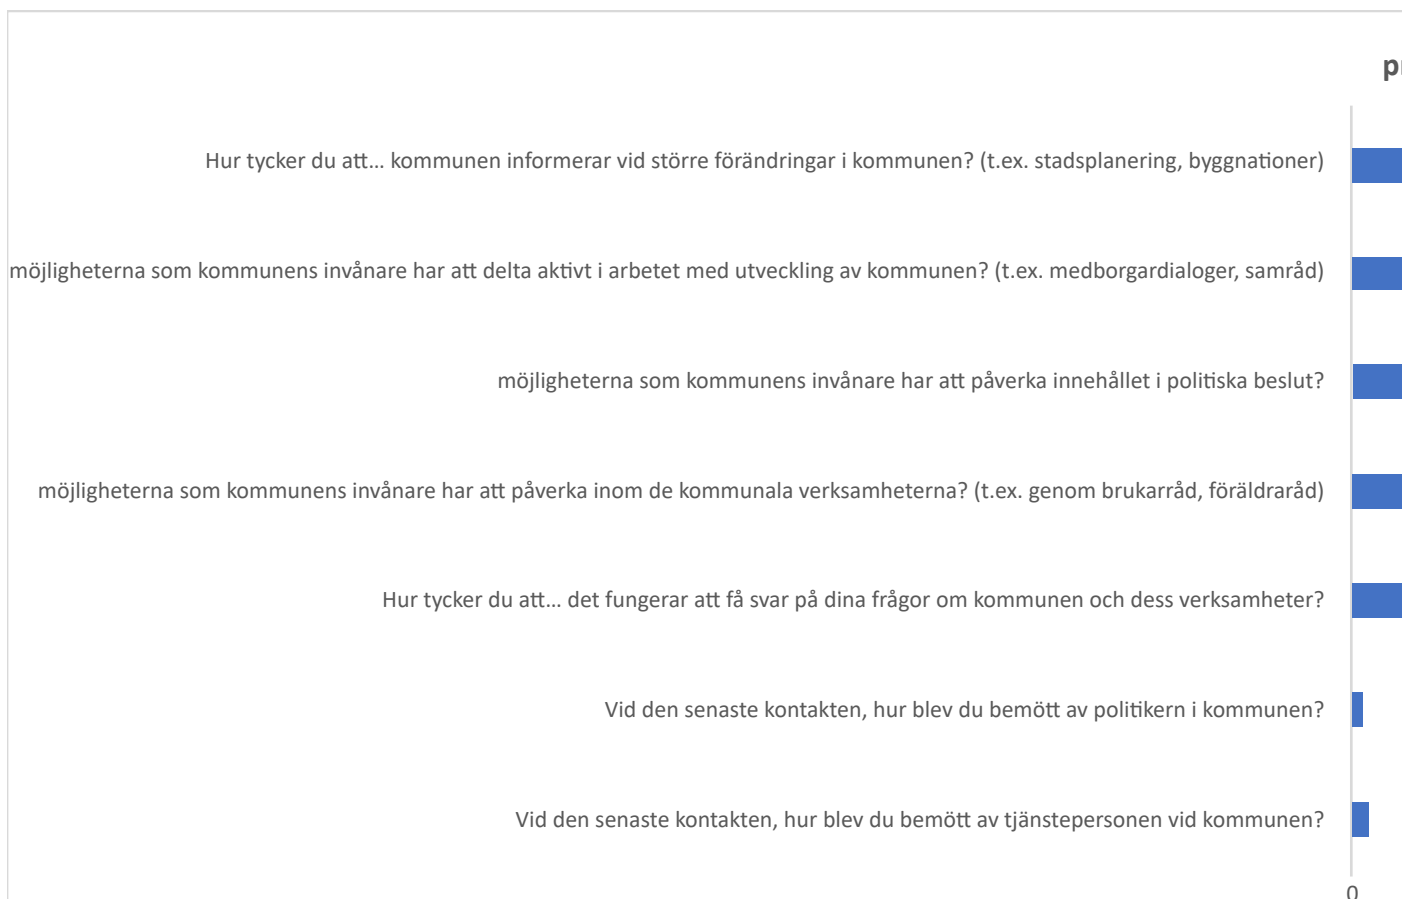 Hur tycker du att… kommunen informerar vid större förändringar i kommunen? (t.ex. stadsplanering, byggnationer)
möjligheterna som kommunens invånare har att delta aktivt i arbetet med utveckling av kommunen? (t.ex. medborgardialoger, samråd)
möjligheterna som kommunens invånare har att påverka innehållet i politiska beslut?
möjligheterna som kommunens invånare har att påverka inom de kommunala verksamheterna? (t.ex. genom brukarråd, föräldraråd)
Hur tycker du att… det fungerar att få svar på dina frågor om kommunen och dess verksamheter?
Vid den senaste kontakten, hur blev du bemött av politikern i kommunen?
Vid den senaste kontakten, hur blev du bemött av tjänstepersonen vid kommunen?
0